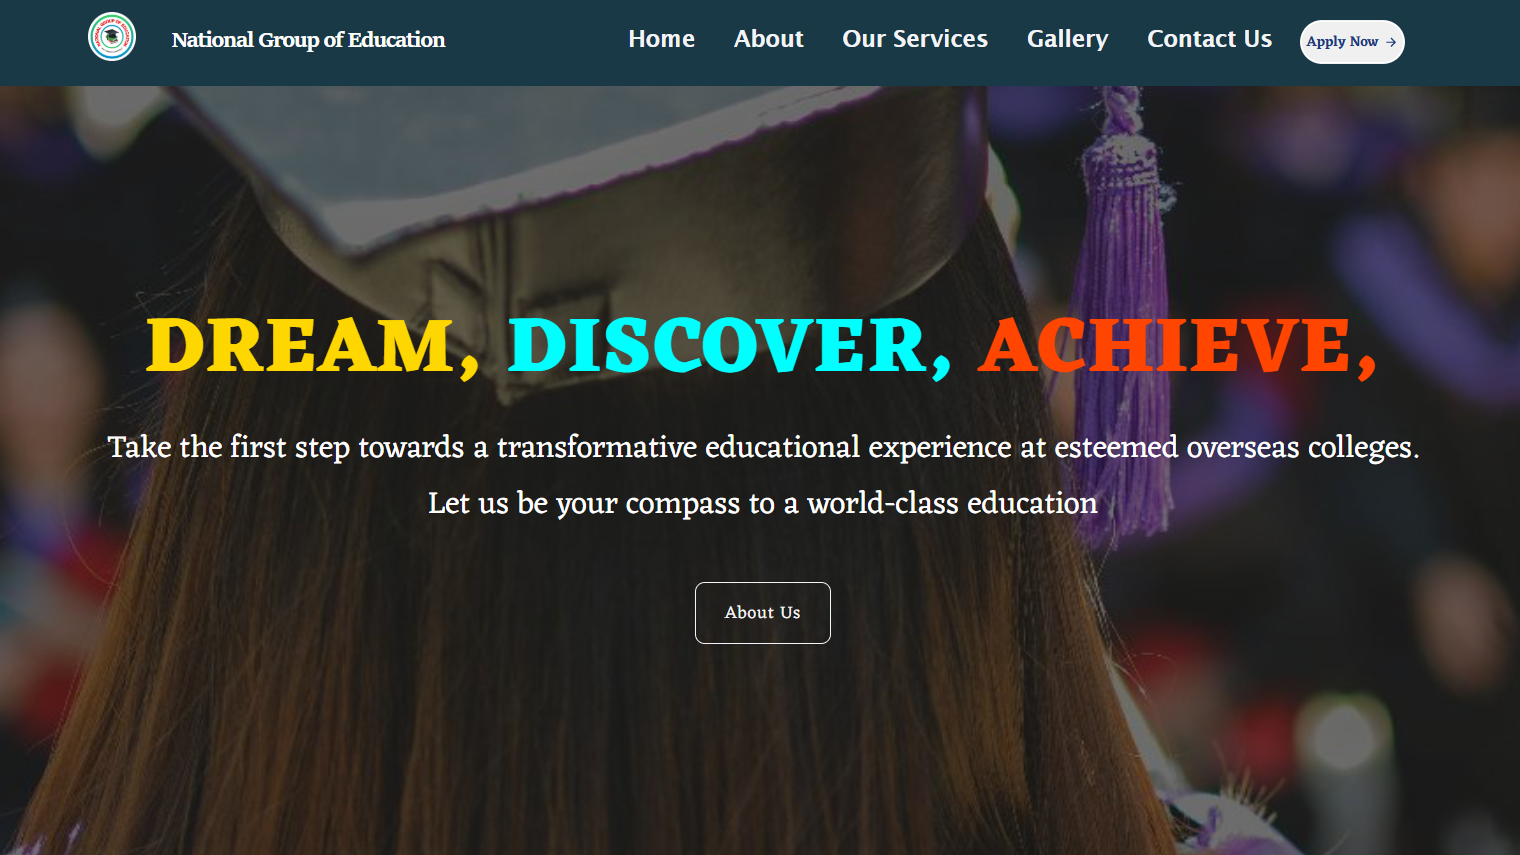 National Group of Education
Home About Our Services Gallery Contact Us Apply Now →
DREAM, DISCOVER, ACHIEVE,
Take the first step towards a transformative educational experience at esteemed overseas colleges.
Let us be your compass to a world-class education
About Us